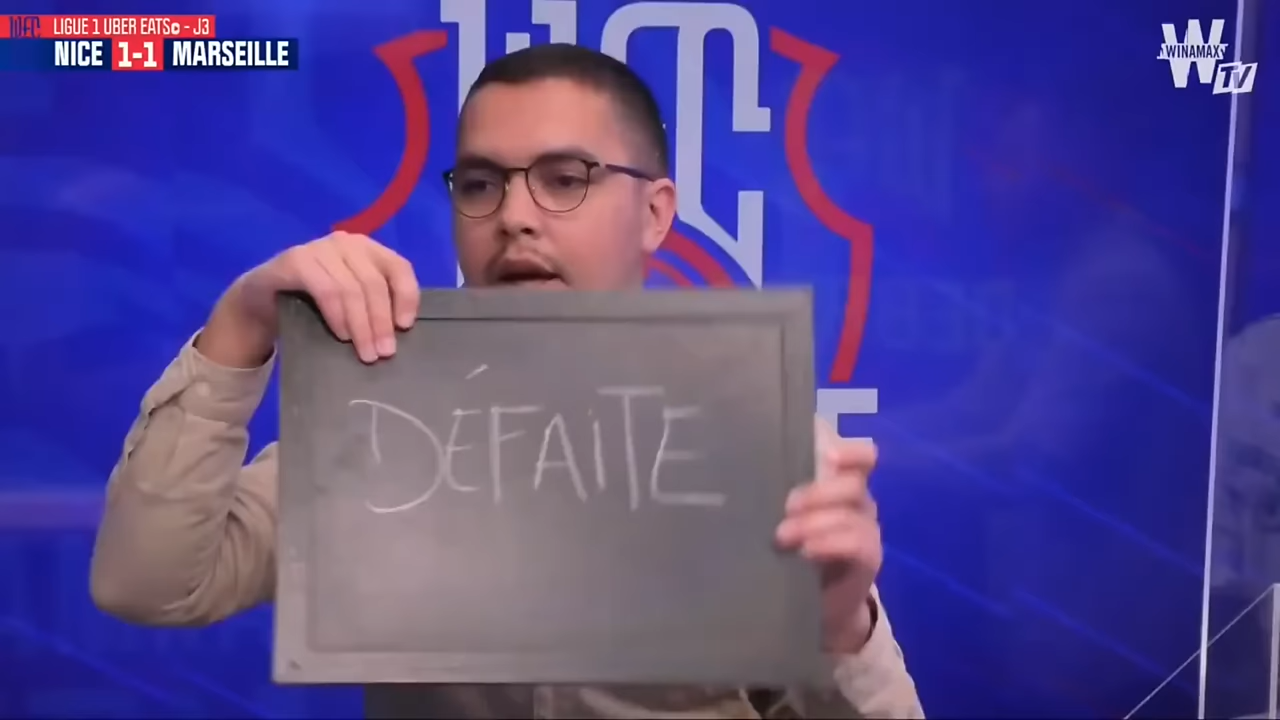 LIGUE 1 UBER EATS - J3
NICE 1-1 MARSEILLE
WINAMAX
TV
DÉFAITE